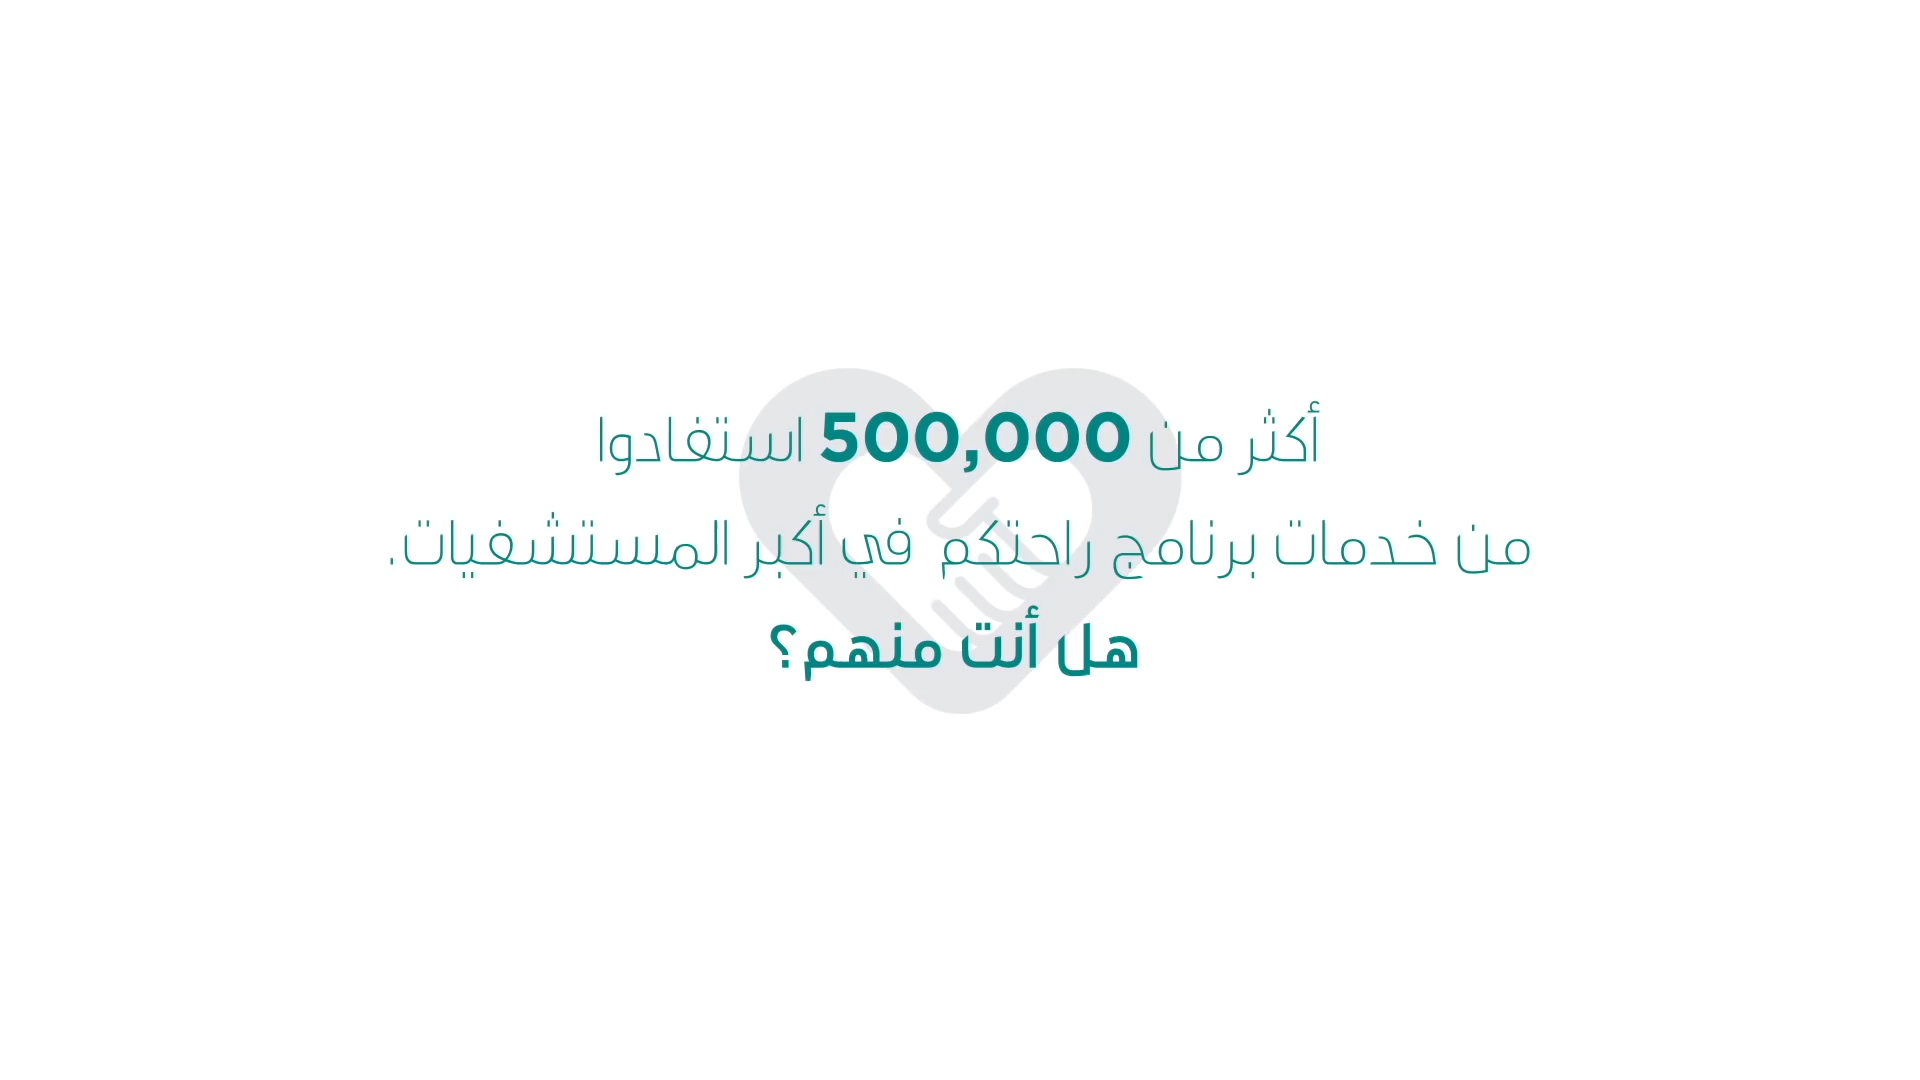 أكثر من 500,000 استفادوا
من خدمات برنامج راحتكم في أكبر المستشفيات.
هل أنت منهم؟